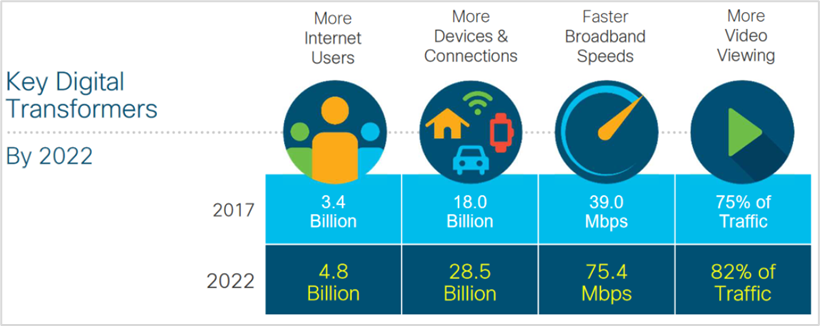 More
Internet
Users
More
Devices &
Connections
Faster
Broadband
Speeds
More
Video
Viewing
Key Digital
Transformers
By 2022
2017
3.4
Billion
18.0
Billion
39.0
Mbps
75% of
Traffic
2022
4.8
Billion
28.5
Billion
75.4
Mbps
82% of
Traffic